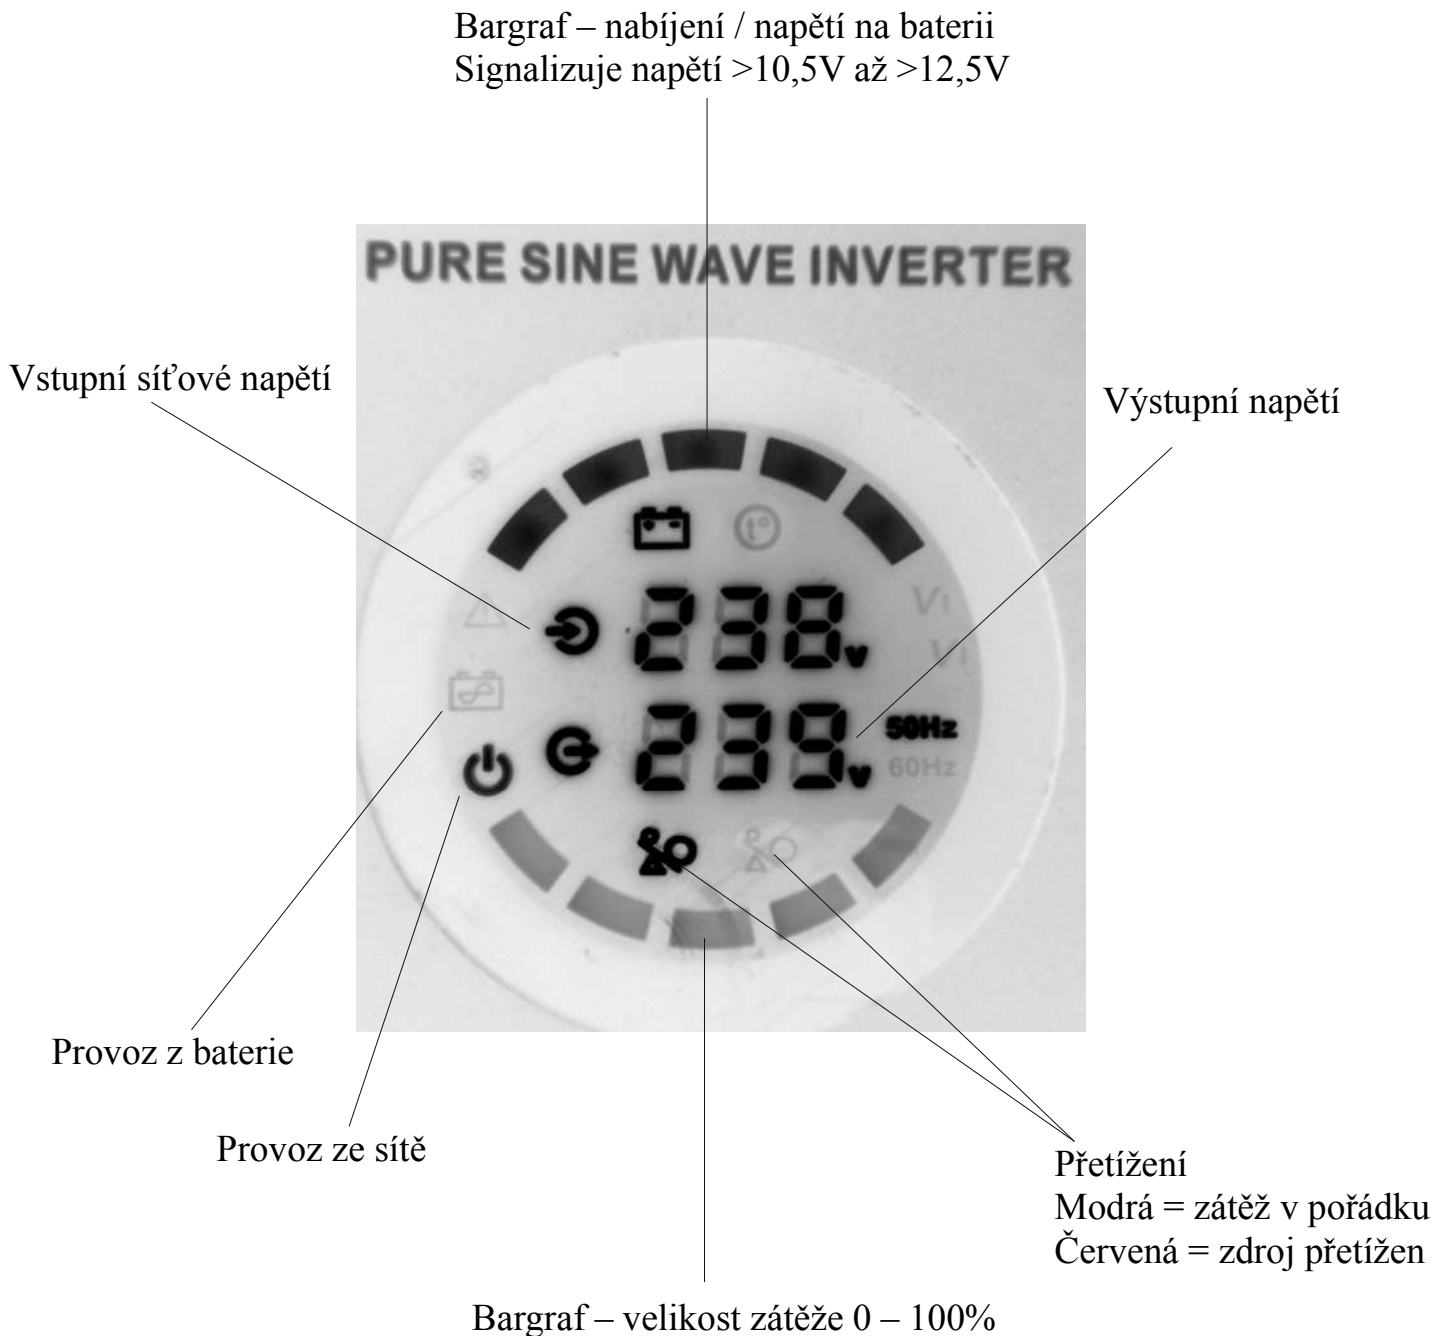 Bargraf – nabíjení / napětí na baterii
Signalizuje napětí >10,5V až >12,5V
PURE SINE WAVE INVERTER
Vstupní síťové napětí
Výstupní napětí
t°
238v
V
V
239v
50Hz
60Hz
Provoz z baterie
Provoz ze sítě
Přetížení
Modrá = zátěž v pořádku
Červená = zdroj přetížen
Bargraf – velikost zátěže 0 – 100%